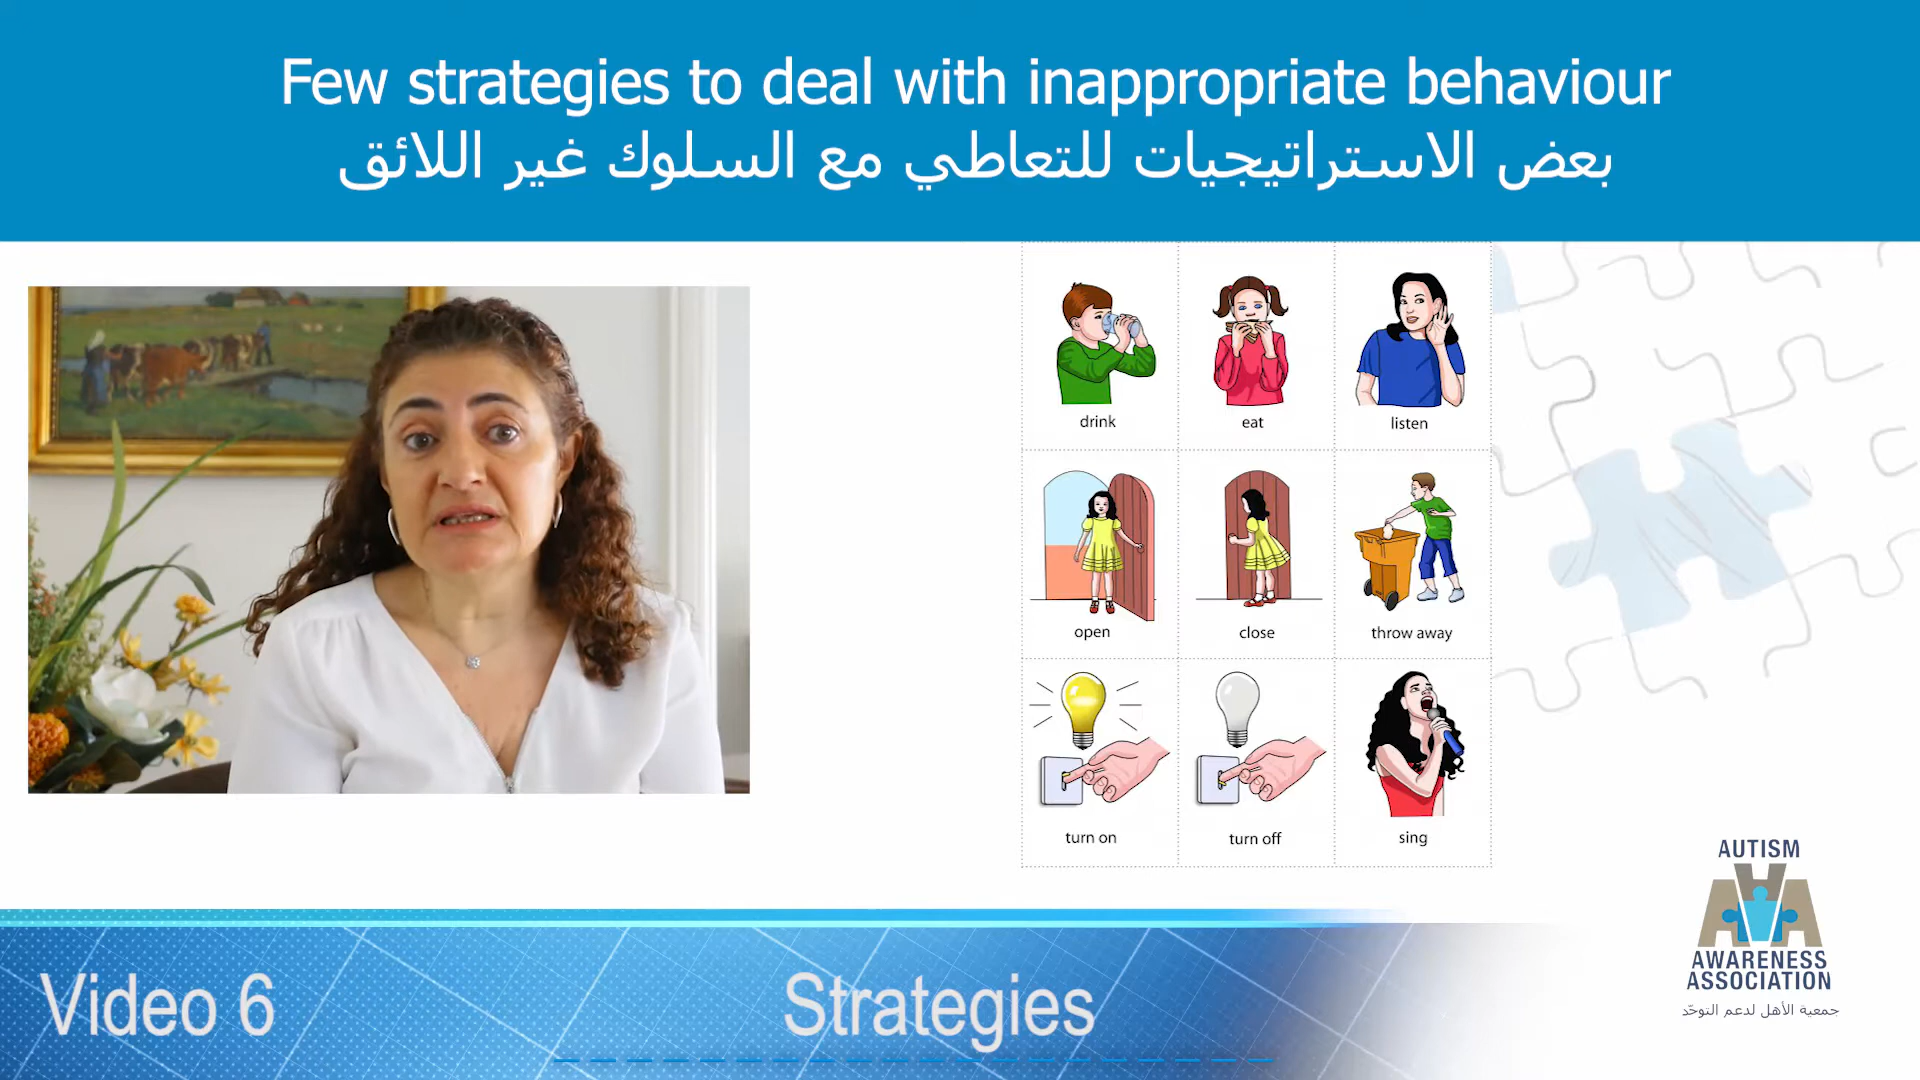 Few strategies to deal with inappropriate behaviour
بعض الاستراتيجيات للتعاطي مع السلوك غير اللائق
drink
eat
listen
open
close
throw away
turn on
turn off
sing
Video 6
Strategies
AUTISM
AAA
AWARENESS
ASSOCIATION
جمعية الأهل لدعم التوحّد